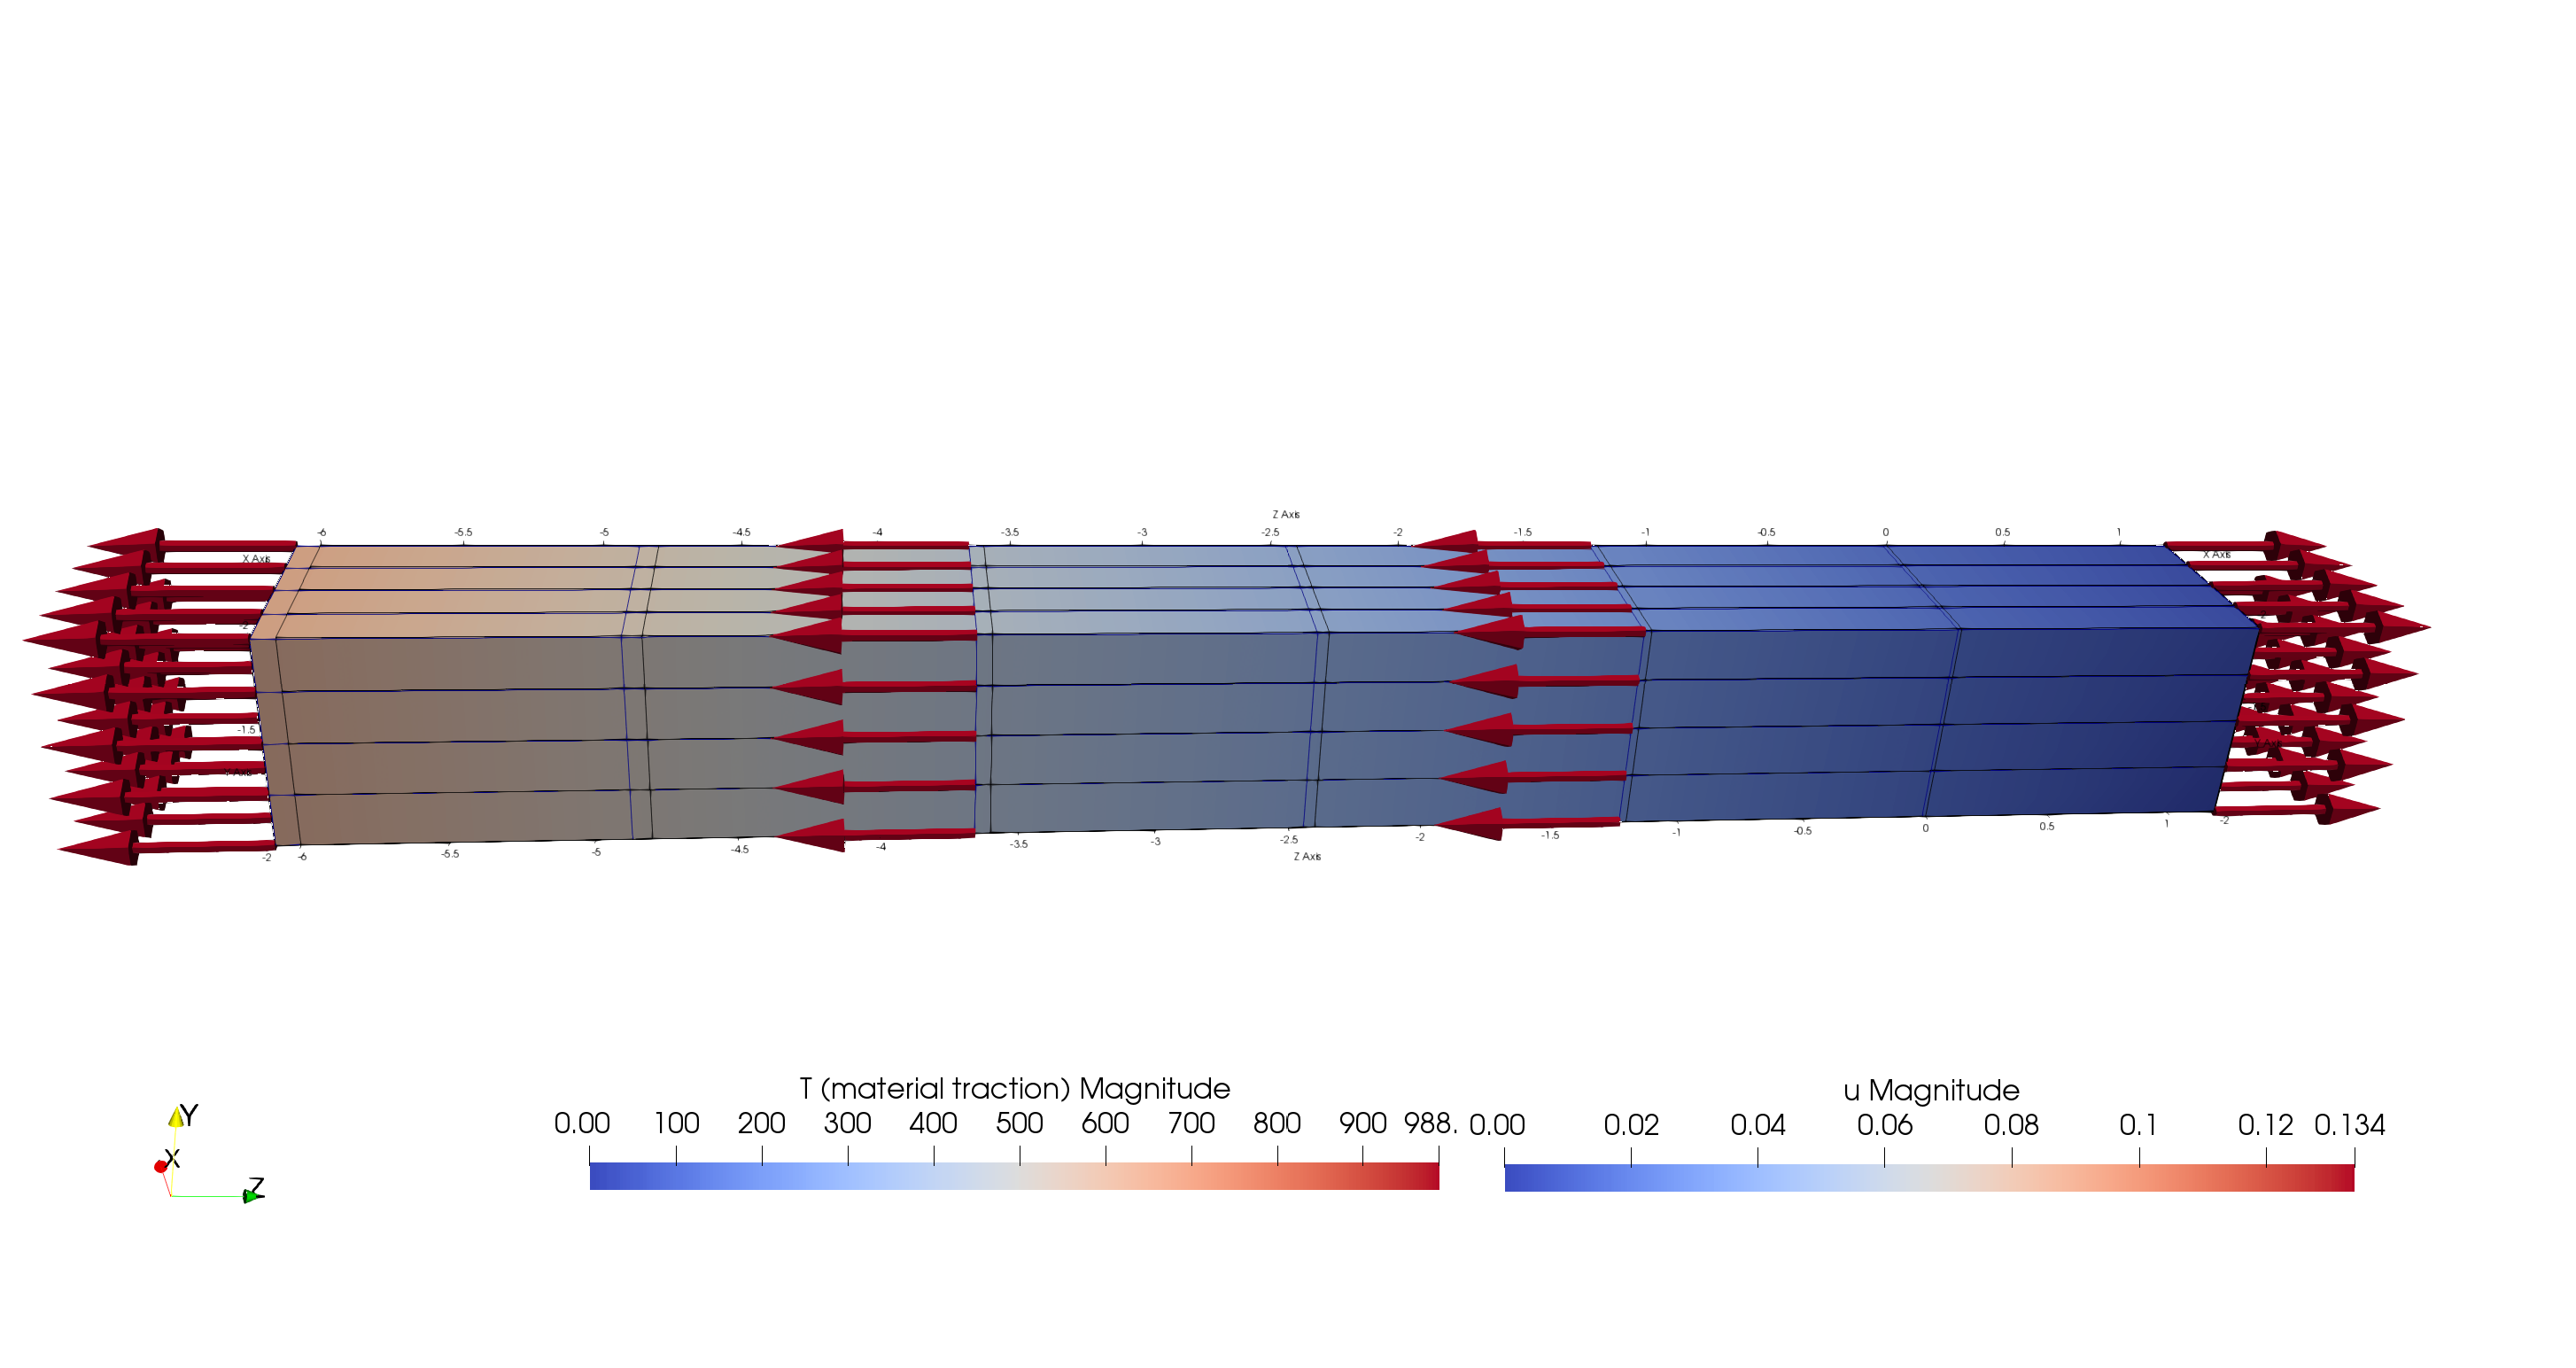 Z Axis
-6 -5.5 -5 -4.5 -4 -3.5 -3 -2.5 -2 -1.5 -1 -0.5 0 0.5 1
X Axis X Axis
-2
-1.5
Y Axis Y Axis
-2 -6 -5.5 -5 -4.5 -4 -3.5 -3 -2.5 -2 -1.5 -1 -0.5 0 0.5 1 -2
Z Axis
T (material traction) Magnitude
0.00 100 200 300 400 500 600 700 800 900 988.
u Magnitude
0.00 0.02 0.04 0.06 0.08 0.1 0.12 0.134
Y
X
Z